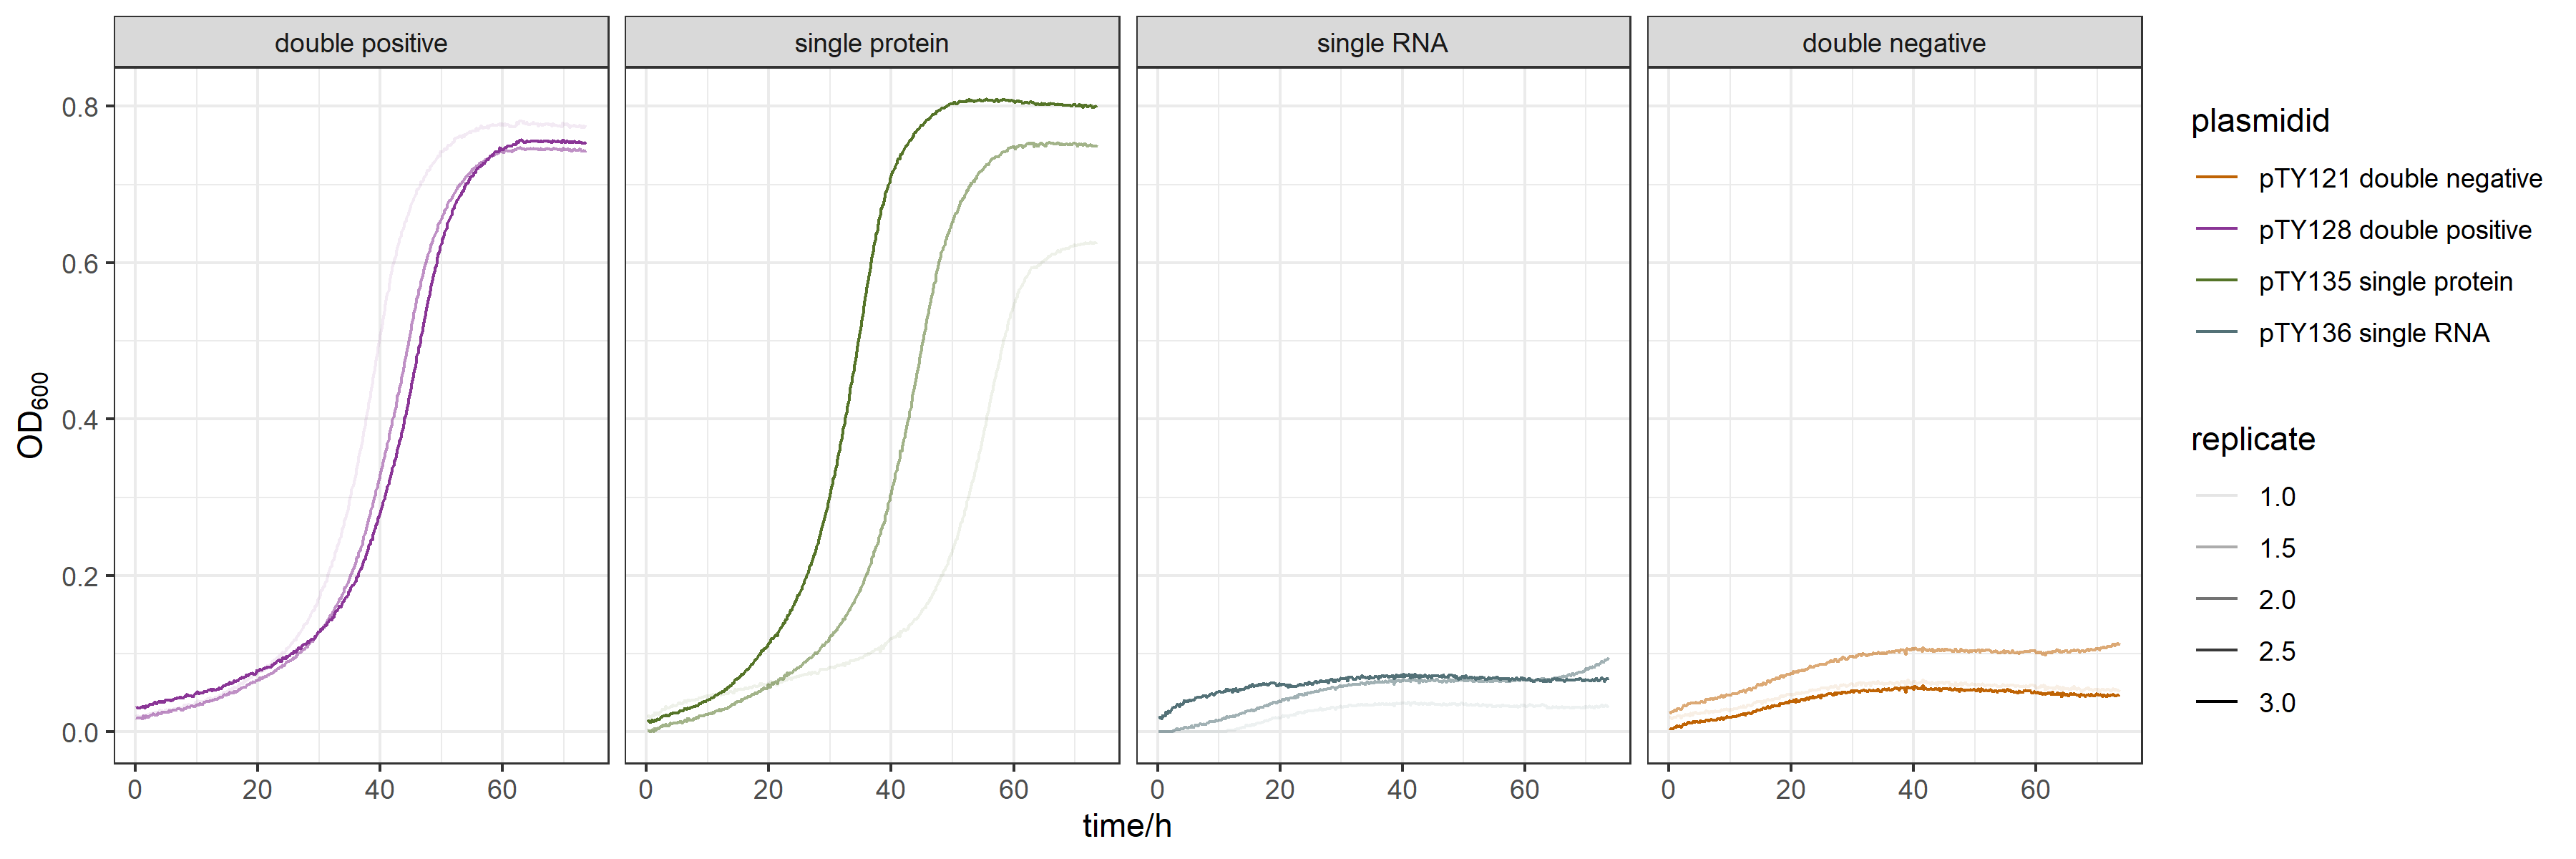 double positive
single protein
single RNA
double negative
OD600
0.8
0.6
0.4
0.2
0.0
0 20 40 60
0 20 40 60
0 20 40 60
0 20 40 60
time/h
plasmidid
pTY121 double negative
pTY128 double positive
pTY135 single protein
pTY136 single RNA
replicate
1.0
1.5
2.0
2.5
3.0